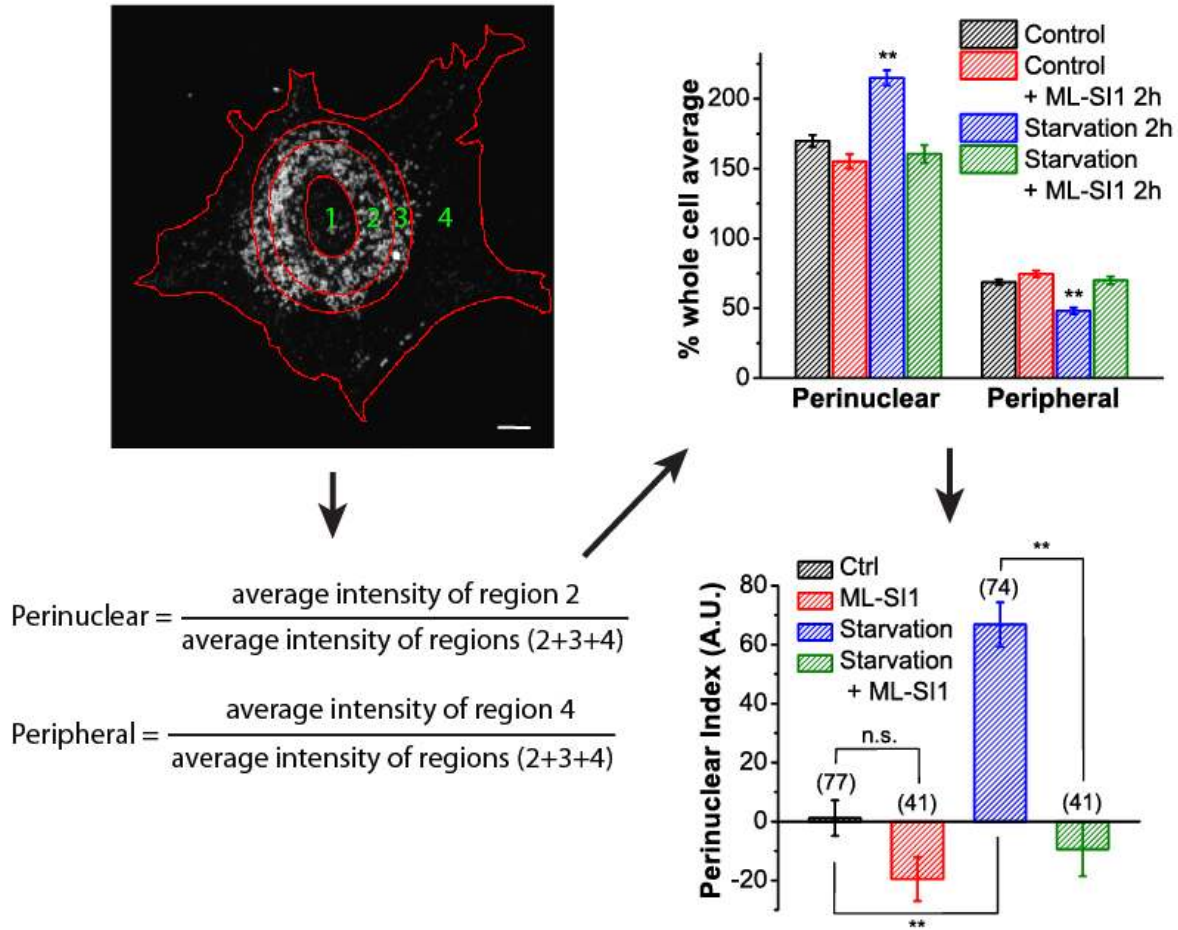 1 2 3 4
Perinuclear = average intensity of region 2
average intensity of regions (2+3+4)
Peripheral = average intensity of region 4
average intensity of regions (2+3+4)
% whole cell average
200
150
100
50
0
**
**
Control
Control
+ ML-SI1 2h
Starvation 2h
Starvation
+ ML-SI1 2h
Perinuclear Peripheral
Perinuclear Index (A.U.)
80
60
40
20
0
-20
Ctrl
ML-SI1
Starvation
Starvation
+ ML-SI1
**
(74)
n.s.
(77)
(41)
(41)
**